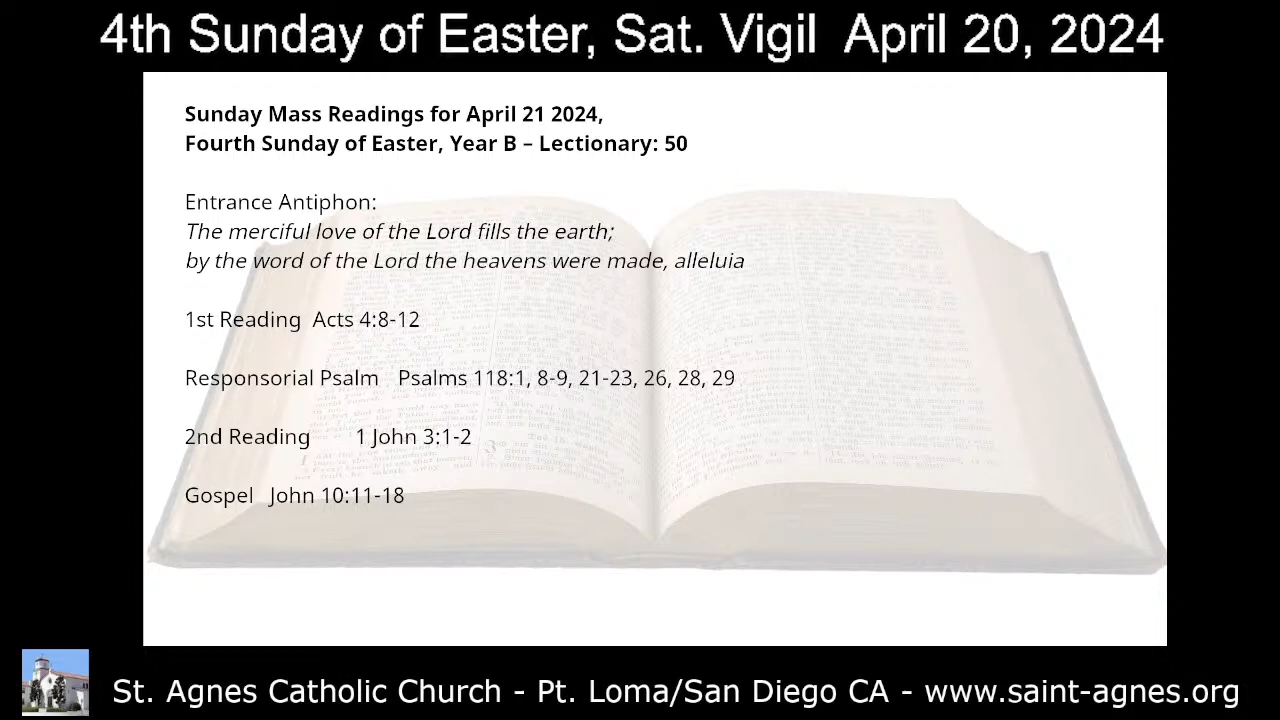 4th Sunday of Easter, Sat. Vigil April 20, 2024
Sunday Mass Readings for April 21 2024,
Fourth Sunday of Easter, Year B – Lectionary: 50
Entrance Antiphon:
The merciful love of the Lord fills the earth;
by the word of the Lord the heavens were made, alleluia
1st Reading Acts 4:8-12
Responsorial Psalm Psalms 118:1, 8-9, 21-23, 26, 28, 29
2nd Reading 1 John 3:1-2
Gospel John 10:11-18
St. Agnes Catholic Church - Pt. Loma/San Diego CA - www.saint-agnes.org